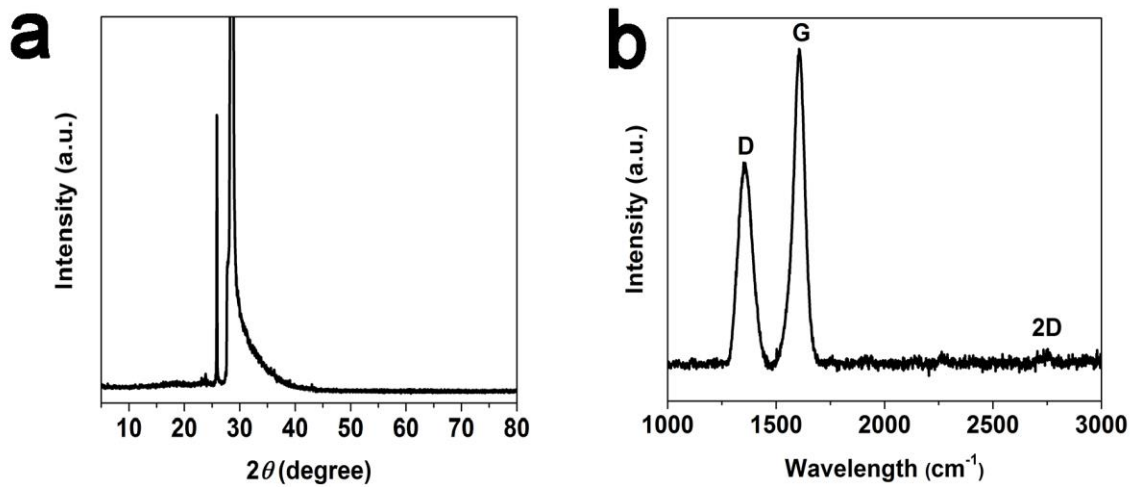 a
Intensity (a.u.)
10 20 30 40 50 60 70 80
2θ (degree)
b
G
D
2D
Intensity (a.u.)
1000 1500 2000 2500 3000
Wavelength (cm⁻¹)